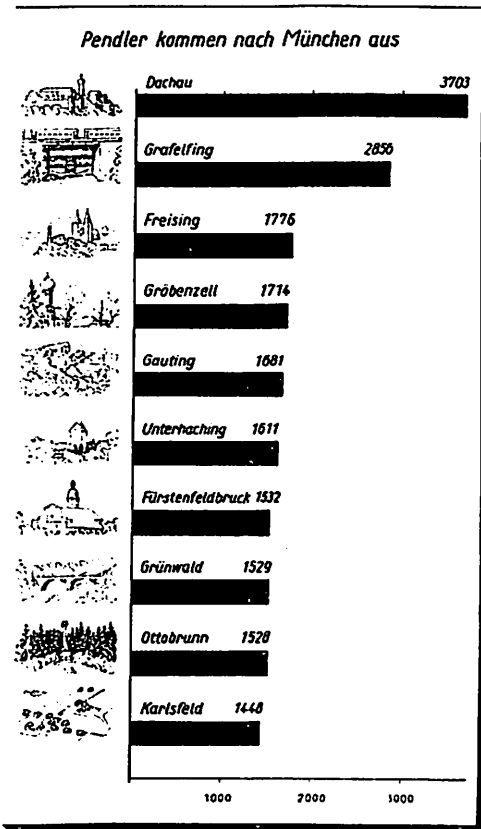 Pendler kommen nach München aus
Dachau 3703
Grafelfing 2856
Freising 1776
Gröbenzell 1714
Gauting 1681
Unterhaching 1611
Fürstenfeldbruck 1532
Grünwald 1529
Ottobrunn 1528
Karlsfeld 1448
1000 2000 3000